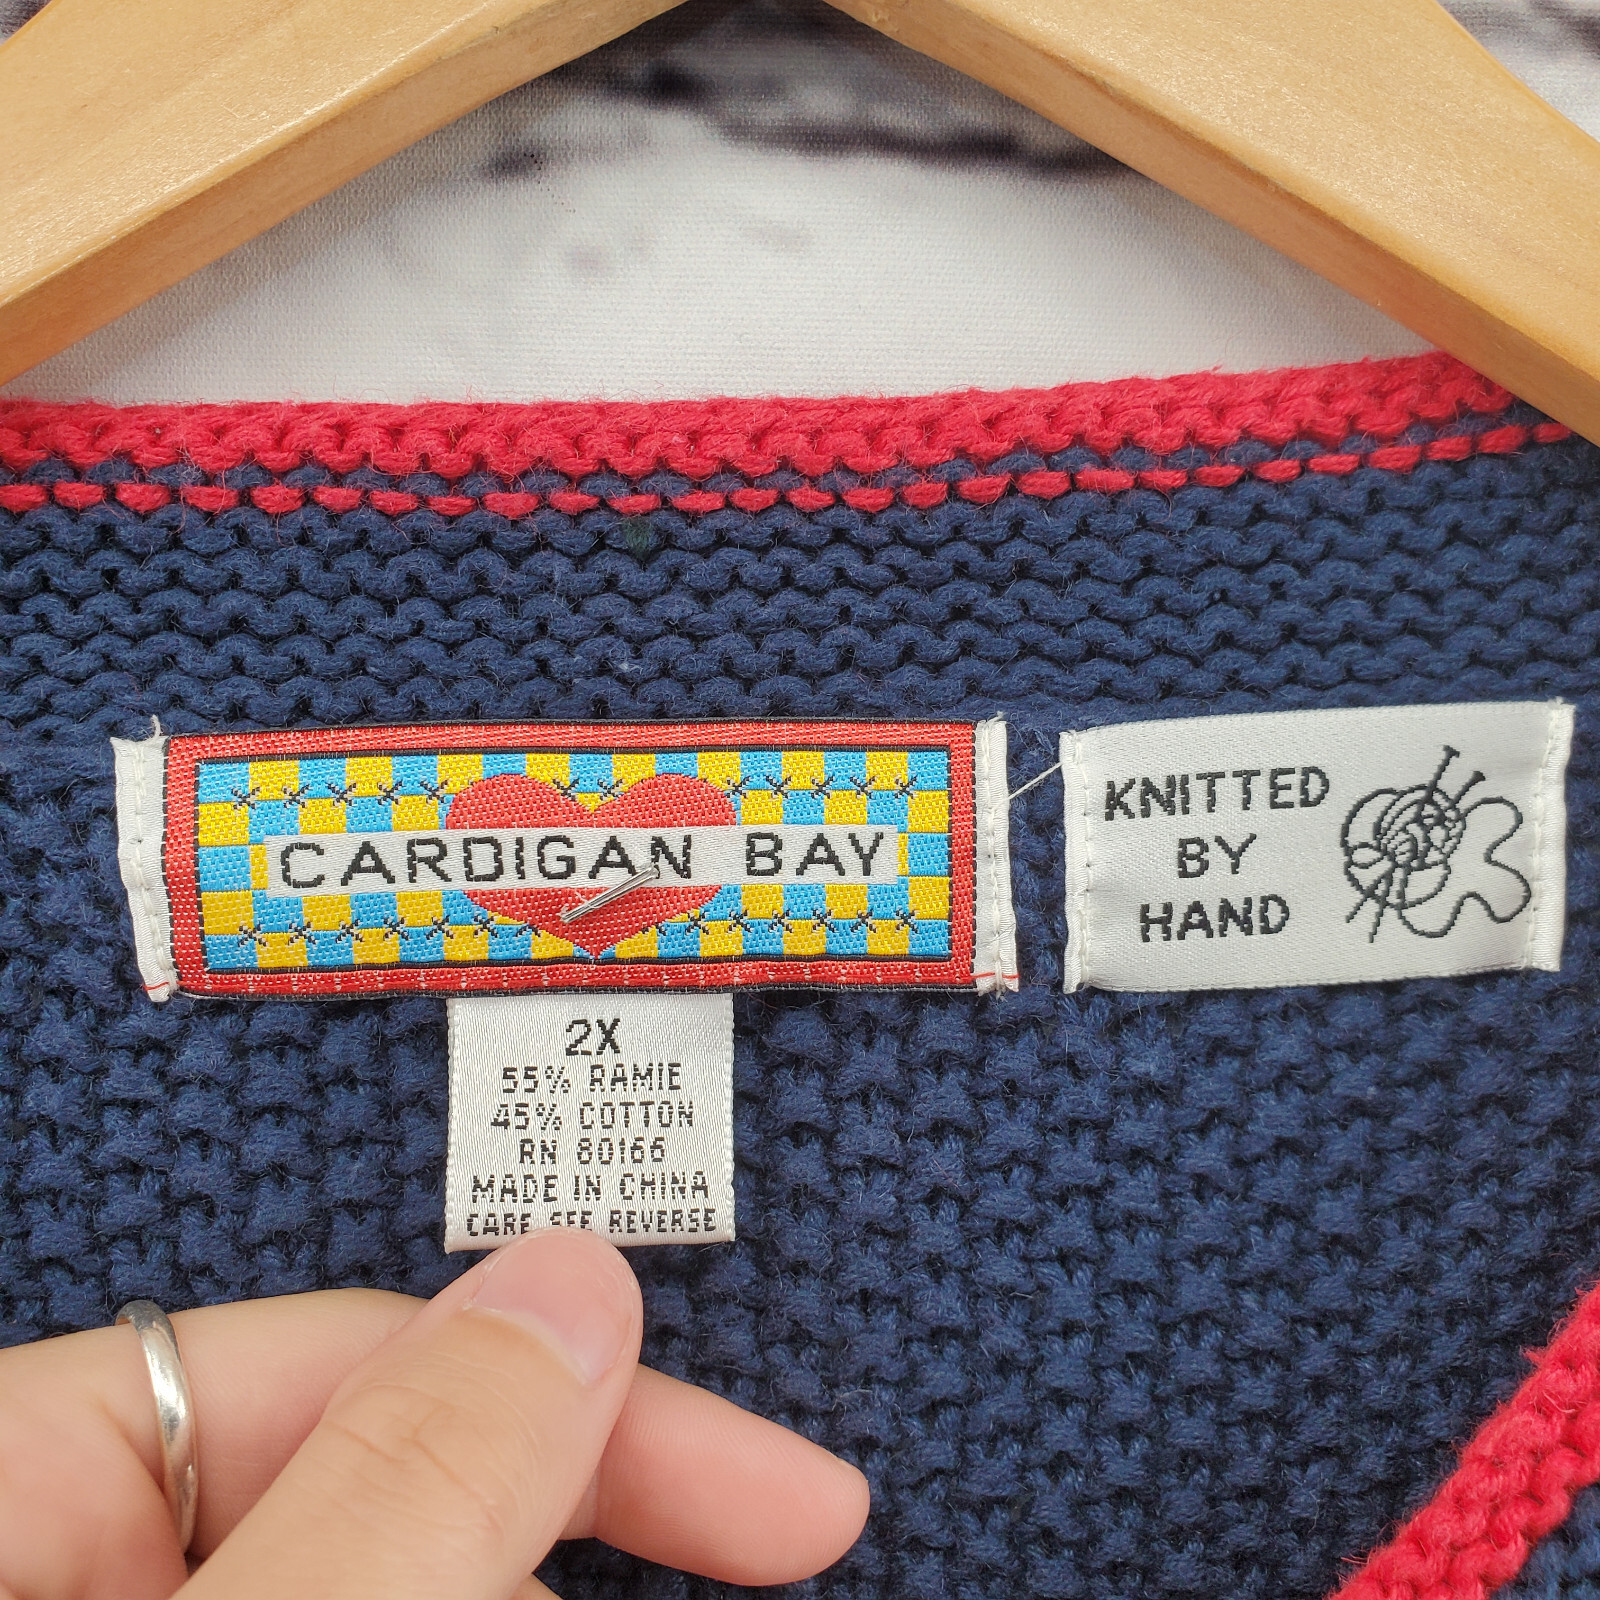 CARDIGAN BAY
KNITTED
BY
HAND
2X
55% RAMIE
45% COTTON
RN 80166
MADE IN CHINA
CARE SEE REVERSE